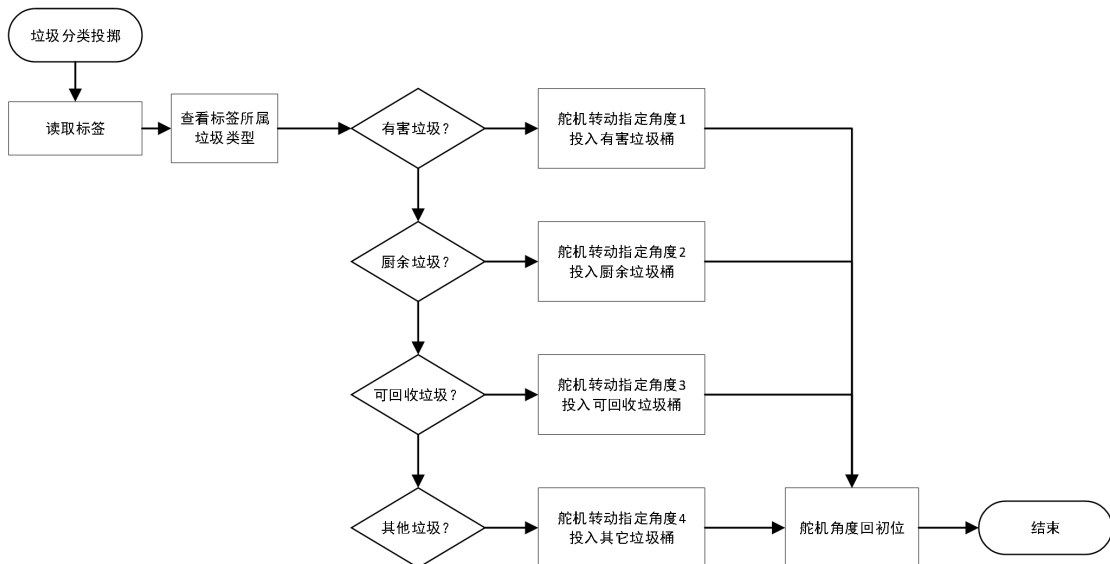 垃圾分类投掷
读取标签
查看标签所属
垃圾类型
有害垃圾？
舵机转动指定角度1
投入有害垃圾桶
厨余垃圾？
舵机转动指定角度2
投入厨余垃圾桶
可回收垃圾？
舵机转动指定角度3
投入可回收垃圾桶
其他垃圾？
舵机转动指定角度4
投入其它垃圾桶
舵机角度回初位
结束